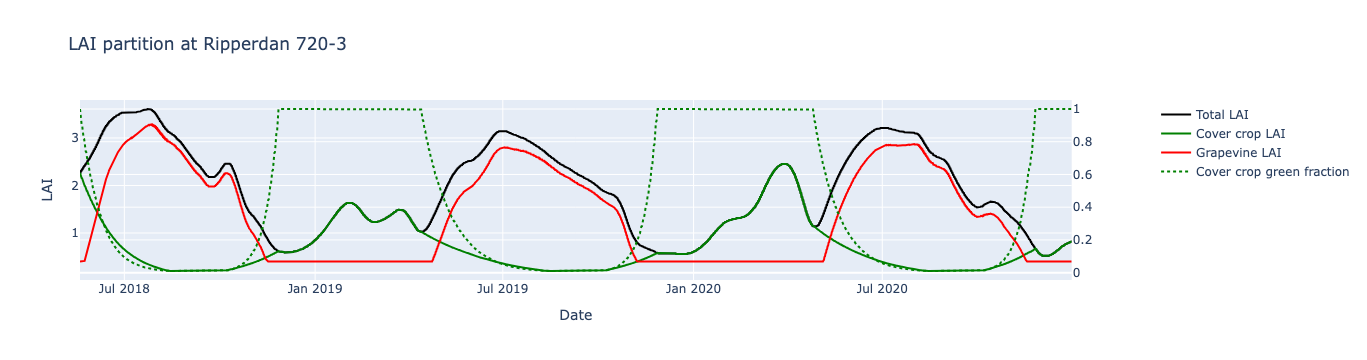 LAI partition at Ripperdan 720-3
LAI
3
2
1
1
0.8
0.6
0.4
0.2
0
Jul 2018
Jan 2019
Jul 2019
Jan 2020
Jul 2020
Date
Total LAI
Cover crop LAI
Grapevine LAI
Cover crop green fraction